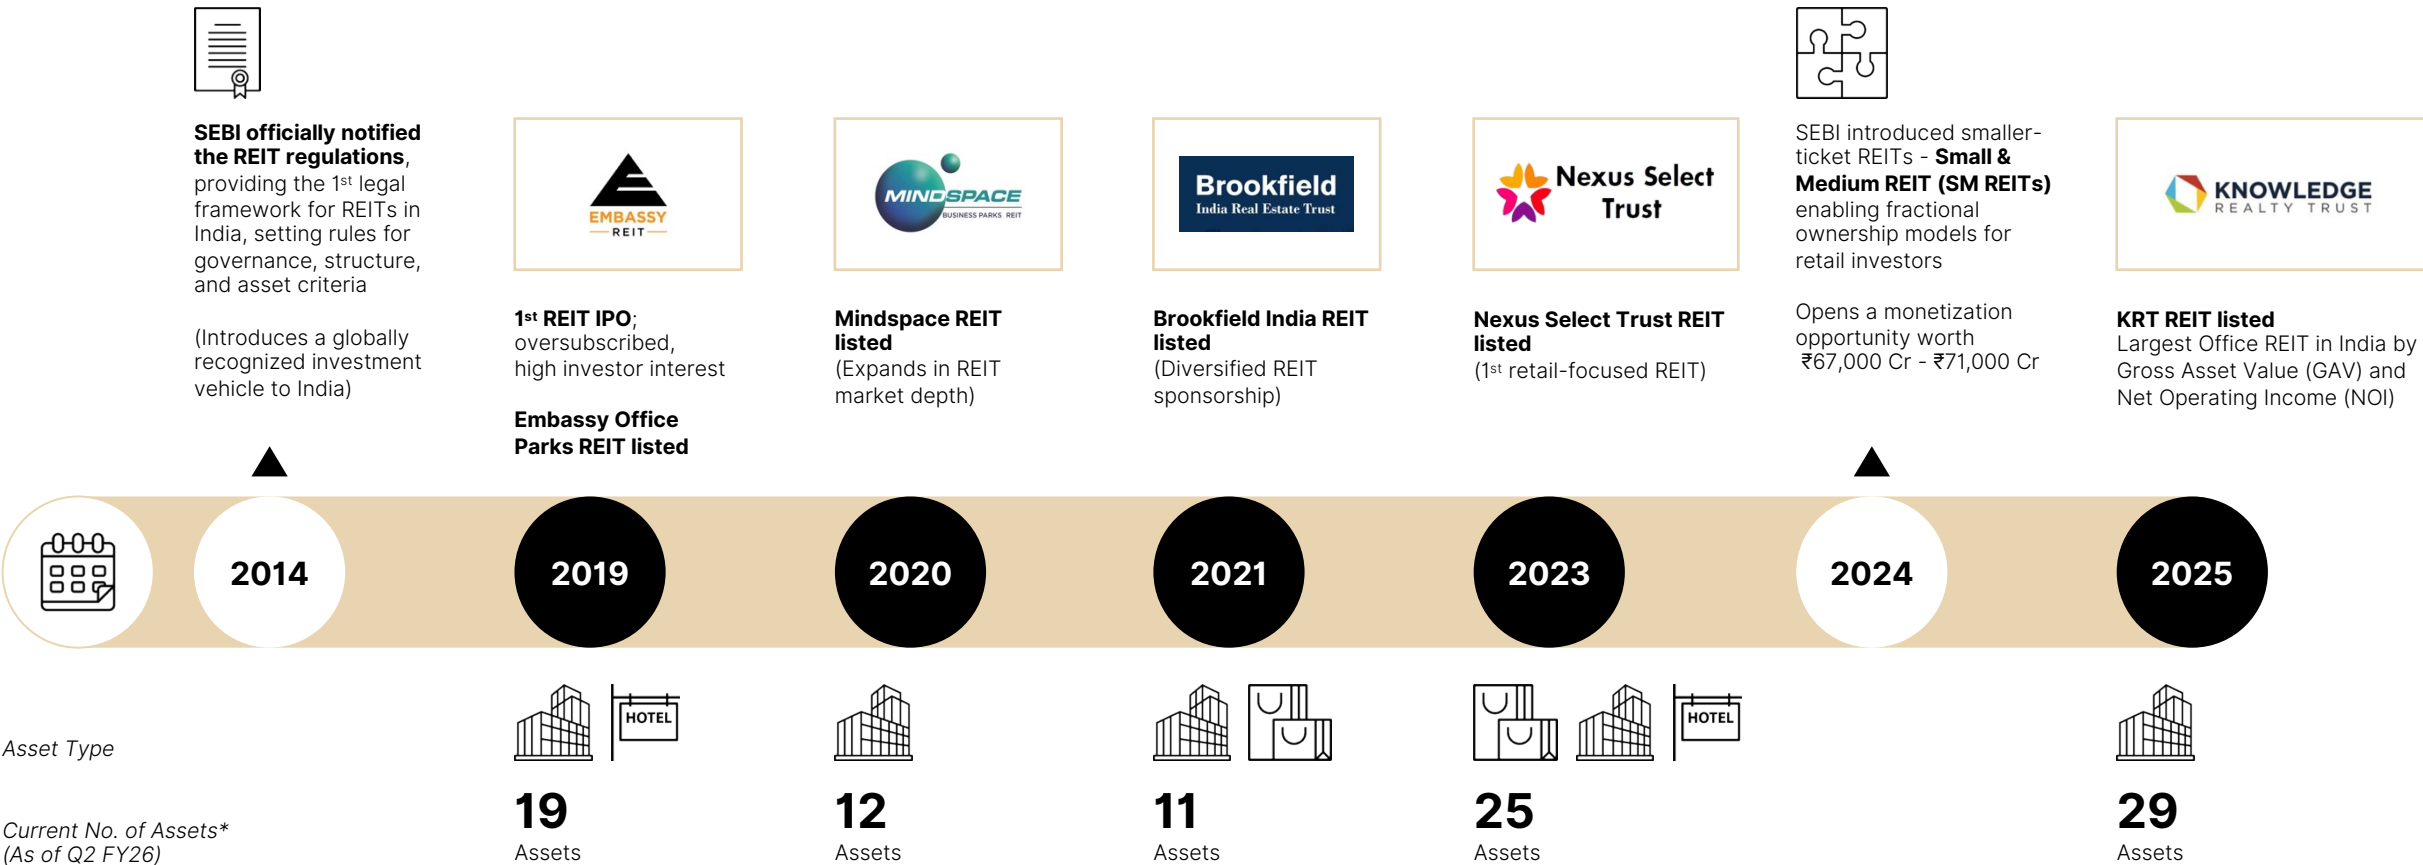 SEBI officially notified
the REIT regulations,
providing the 1st legal
framework for REITs in
India, setting rules for
governance, structure,
and asset criteria
(Introduces a globally
recognized investment
vehicle to India)
EMBASSY
REIT
1st REIT IPO;
oversubscribed,
high investor interest
Embassy Office
Parks REIT listed
MINDSPACE
BUSINESS PARKS REIT
Mindspace REIT
listed
(Expands in REIT
market depth)
Brookfield
India Real Estate Trust
Brookfield India REIT
listed
(Diversified REIT
sponsorship)
Nexus Select
Trust
Nexus Select Trust REIT
listed
(1st retail-focused REIT)
SEBI introduced smaller-
ticket REITs - Small &
Medium REIT (SM REITs)
enabling fractional
ownership models for
retail investors
Opens a monetization
opportunity worth
₹67,000 Cr - ₹71,000 Cr
KNOWLEDGE
REALTY TRUST
KRT REIT listed
Largest Office REIT in India by
Gross Asset Value (GAV) and
Net Operating Income (NOI)
2014
2019
2020
2021
2023
2024
2025
Asset Type
HOTEL
HOTEL
Current No. of Assets*
(As of Q2 FY26)
19
Assets
12
Assets
11
Assets
25
Assets
29
Assets